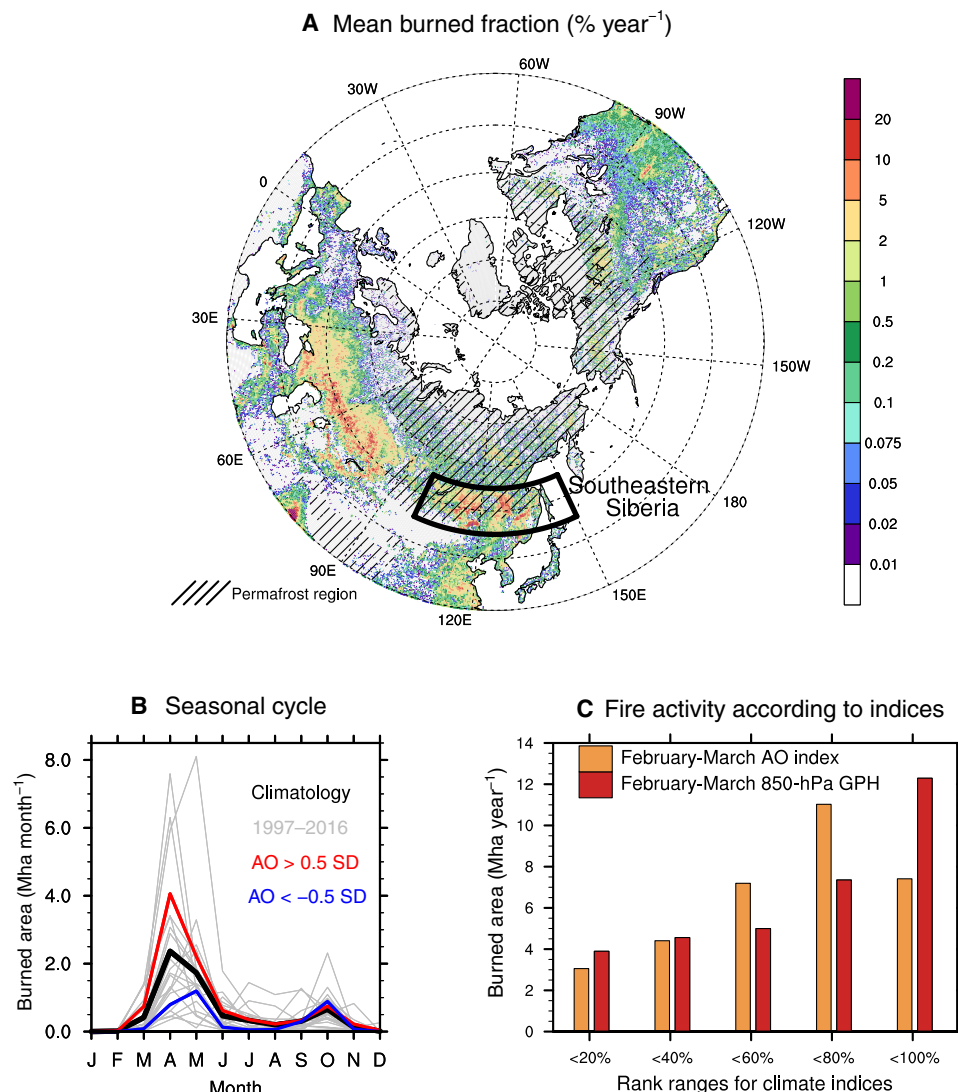 A Mean burned fraction (% year⁻¹)
60W
30W
90W
0
120W
30E
150W
60E
180
90E
150E
120E
Southeastern
Siberia
Permafrost region
20
10
5
2
1
0.5
0.2
0.1
0.075
0.05
0.02
0.01
B Seasonal cycle
Burned area (Mha month⁻¹)
8.0
6.0
4.0
2.0
0.0
Climatology
1997–2016
AO > 0.5 SD
AO < −0.5 SD
J F M A M J J A S O N D
Month
C Fire activity according to indices
Burned area (Mha year⁻¹)
14
12
10
8
6
4
2
0
February-March AO index
February-March 850-hPa GPH
<20% <40% <60% <80% <100%
Rank ranges for climate indices